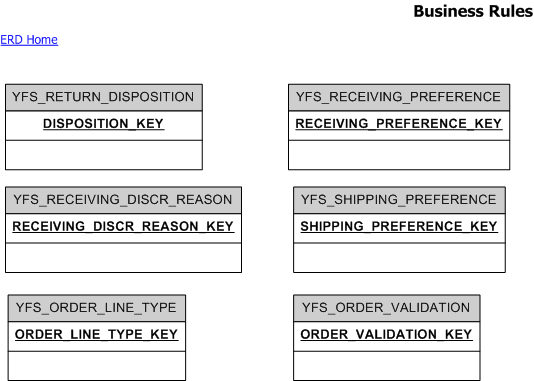 Business Rules
ERD Home
YFS_RETURN_DISPOSITION
DISPOSITION_KEY
YFS_RECEIVING_PREFERENCE
RECEIVING_PREFERENCE_KEY
YFS_RECEIVING_DISCR_REASON
RECEIVING_DISCR_REASON_KEY
YFS_SHIPPING_PREFERENCE
SHIPPING_PREFERENCE_KEY
YFS_ORDER_LINE_TYPE
ORDER_LINE_TYPE_KEY
YFS_ORDER_VALIDATION
ORDER_VALIDATION_KEY